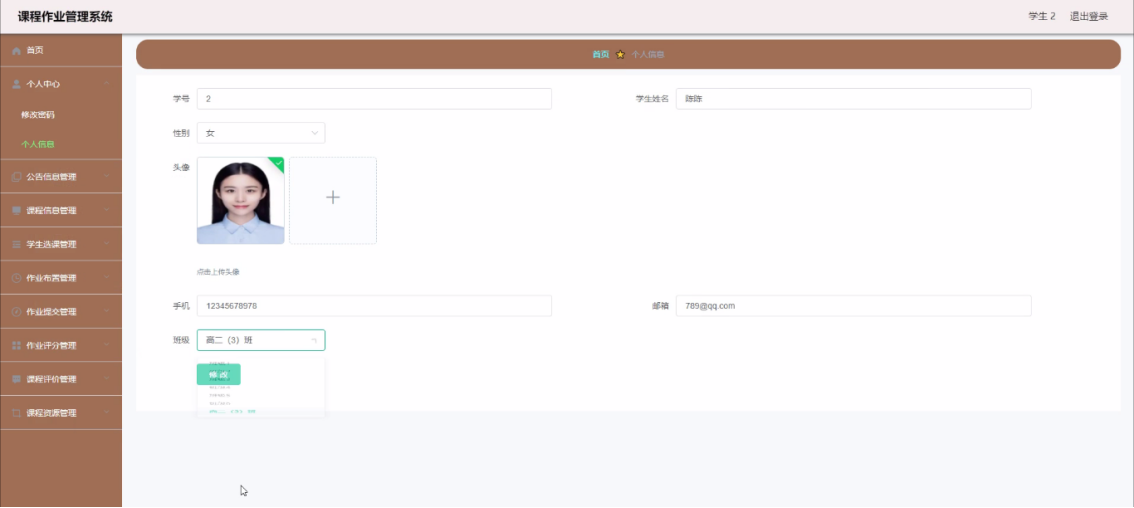 课程作业管理系统
学生 2 退出登录
首页
首页 个人信息
个人中心
修改密码
个人信息
公告信息管理
课程信息管理
学生选课管理
作业布置管理
作业提交管理
作业评分管理
课程评价管理
课程资源管理
学号 2
学生姓名 陈陈
性别 女
头像
点击上传头像
手机 12345678978
邮箱 789@qq.com
班级 高二（3）班
修改
高二（3）班